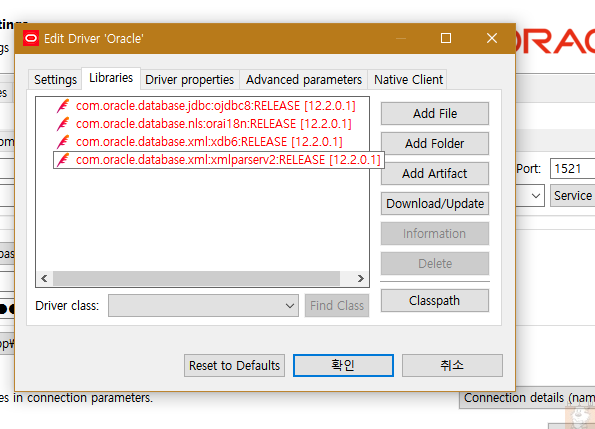 tings
Edit Driver 'Oracle'
ORAC
gs
Settings
Libraries
Driver properties
Advanced parameters
Native Client
es
com.oracle.database.jdbc:ojdbc8:RELEASE [12.2.0.1]
com.oracle.database.nls:orai18n:RELEASE [12.2.0.1]
com.oracle.database.xml:xdb6:RELEASE [12.2.0.1]
com.oracle.database.xml:xmlparserv2:RELEASE [12.2.0.1]
Add File
Add Folder
Add Artifact
Download/Update
Information
Delete
Classpath
om
Port:
1521
Service
bas
Driver class:
Find Class
op₩
Reset to Defaults
확인
취소
es in connection parameters.
Connection details (nam